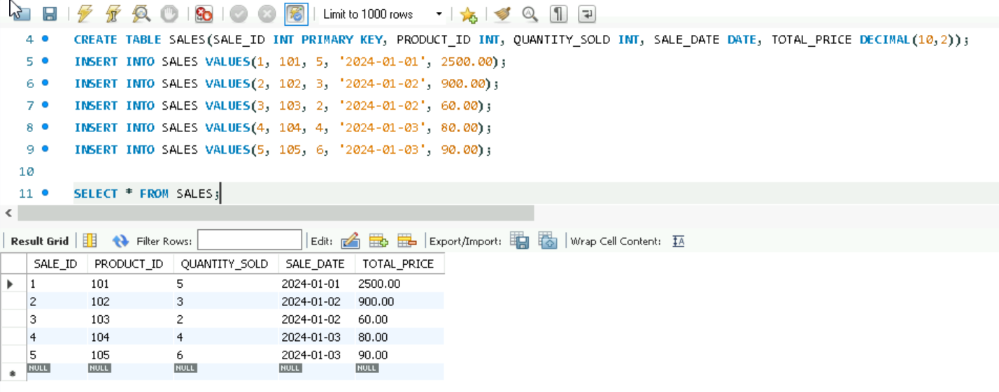 Limit to 1000 rows
4 CREATE TABLE SALES(SALE_ID INT PRIMARY KEY, PRODUCT_ID INT, QUANTITY_SOLD INT, SALE_DATE DATE, TOTAL_PRICE DECIMAL(10,2));
5 INSERT INTO SALES VALUES(1, 101, 5, '2024-01-01', 2500.00);
6 INSERT INTO SALES VALUES(2, 102, 3, '2024-01-02', 900.00);
7 INSERT INTO SALES VALUES(3, 103, 2, '2024-01-02', 60.00);
8 INSERT INTO SALES VALUES(4, 104, 4, '2024-01-03', 80.00);
9 INSERT INTO SALES VALUES(5, 105, 6, '2024-01-03', 90.00);
10
11 SELECT * FROM SALES;
Result Grid Filter Rows: Edit: Export/Import: Wrap Cell Content: IA
SALE_ID PRODUCT_ID QUANTITY_SOLD SALE_DATE TOTAL_PRICE
1 101 5 2024-01-01 2500.00
2 102 3 2024-01-02 900.00
3 103 2 2024-01-02 60.00
4 104 4 2024-01-03 80.00
5 105 6 2024-01-03 90.00
NULL NULL NULL NULL NULL